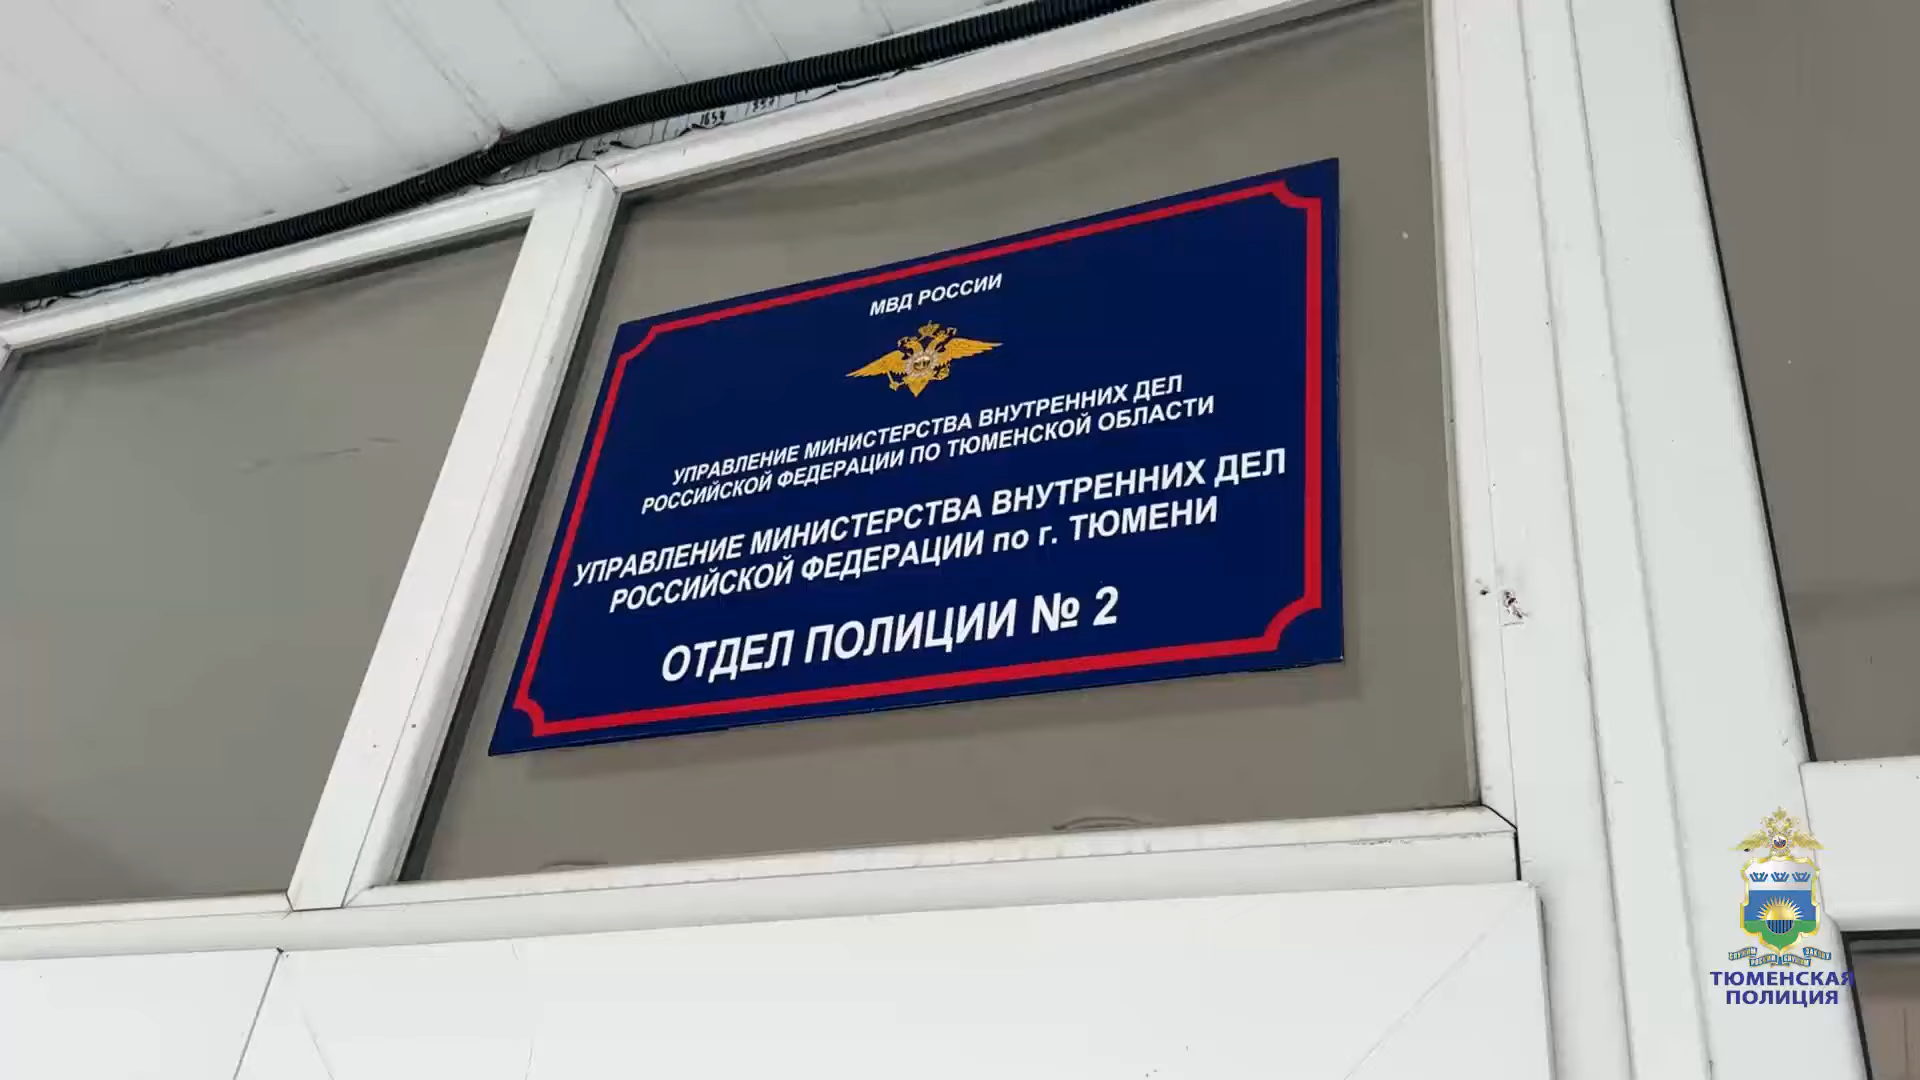 МВД РОССИИ
УПРАВЛЕНИЕ МИНИСТЕРСТВА ВНУТРЕННИХ ДЕЛ
РОССИЙСКОЙ ФЕДЕРАЦИИ ПО ТЮМЕНСКОЙ ОБЛАСТИ
УПРАВЛЕНИЕ МИНИСТЕРСТВА ВНУТРЕННИХ ДЕЛ
РОССИЙСКОЙ ФЕДЕРАЦИИ по г. ТЮМЕНИ
ОТДЕЛ ПОЛИЦИИ № 2
ТЮМЕНСКАЯ
ПОЛИЦИЯ